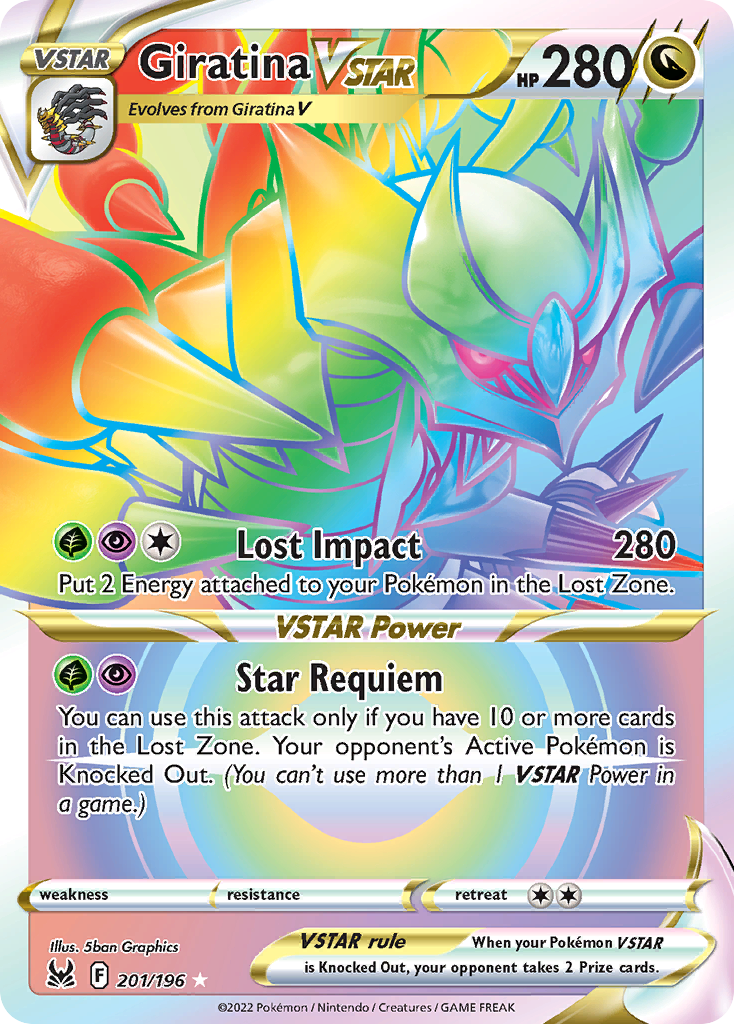 VSTAR Giratina VSTAR HP 280
Evolves from Giratina V
Lost Impact 280
Put 2 Energy attached to your Pokémon in the Lost Zone.
VSTAR Power
Star Requiem
You can use this attack only if you have 10 or more cards
in the Lost Zone. Your opponent's Active Pokémon is
Knocked Out. (You can't use more than 1 VSTAR Power in
a game.)
weakness resistance retreat
Illus. 5ban Graphics
VSTAR rule When your Pokémon VSTAR
is Knocked Out, your opponent takes 2 Prize cards.
F 201/196
©2022 Pokémon / Nintendo / Creatures / GAME FREAK